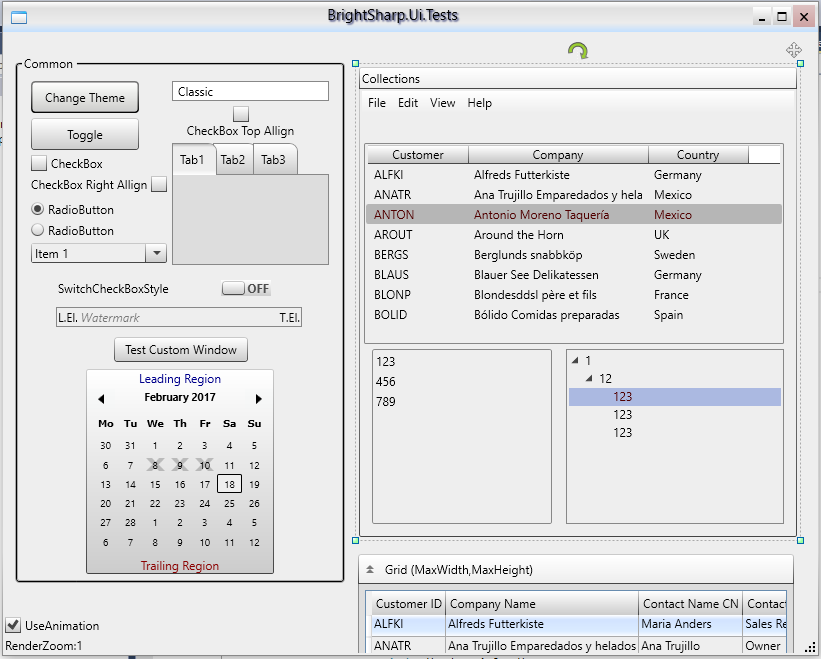 BrightSharp.Ui.Tests
Common
Change Theme
Classic
Toggle
CheckBox Top Allign
CheckBox
Tab1 Tab2 Tab3
CheckBox Right Allign
RadioButton
RadioButton
Item 1
SwitchCheckBoxStyle OFF
L.El. Watermark T.El.
Test Custom Window
Leading Region
February 2017
Mo Tu We Th Fr Sa Su
30 31 1 2 3 4 5
6 7 8 9 10 11 12
13 14 15 16 17 18 19
20 21 22 23 24 25 26
27 28 1 2 3 4 5
6 7 8 9 10 11 12
Trailing Region
UseAnimation
RenderZoom:1
Collections
File Edit View Help
Customer Company Country
ALFKI Alfreds Futterkiste Germany
ANATR Ana Trujillo Emparedados y hela Mexico
ANTON Antonio Moreno Taquería Mexico
AROUT Around the Horn UK
BERGS Berglunds snabbköp Sweden
BLAUS Blauer See Delikatessen Germany
BLONP Blondesddsl père et fils France
BOLID Bólido Comidas preparadas Spain
123
456
789
1
12
123
123
123
Grid (MaxWidth,MaxHeight)
Customer ID Company Name Contact Name CN Contact
ALFKI Alfreds Futterkiste Maria Anders Sales Re
ANATR Ana Trujillo Emparedados y helados Ana Trujillo Owner